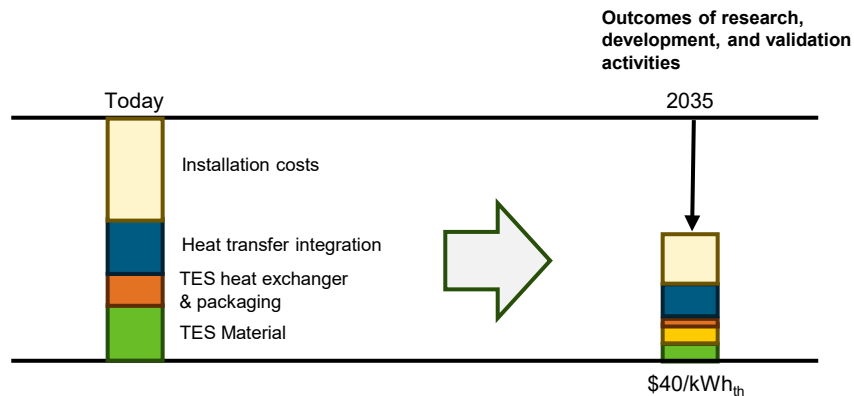 Outcomes of research,
development, and validation
activities
Today
2035
Installation costs
Heat transfer integration
TES heat exchanger
& packaging
TES Material
$40/kWhth